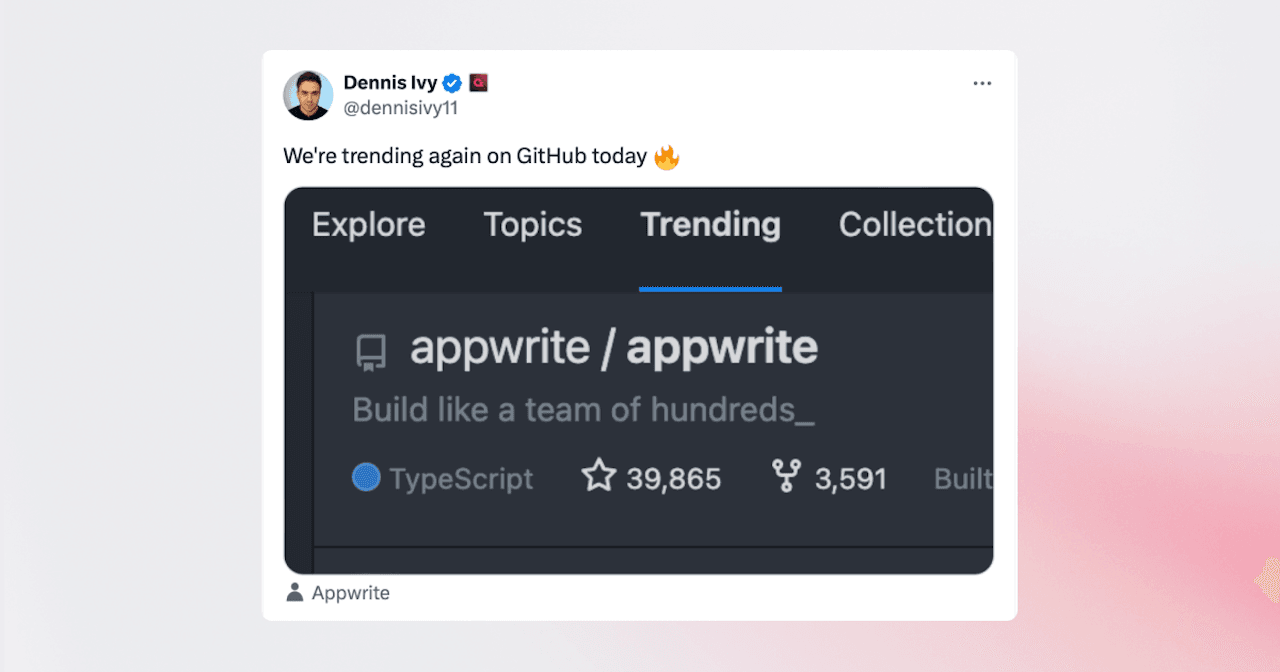 Dennis Ivy
@dennisivy11
We're trending again on GitHub today 🔥
Explore Topics Trending Collection
appwrite / appwrite
Build like a team of hundreds_
TypeScript 39,865 3,591 Built
Appwrite